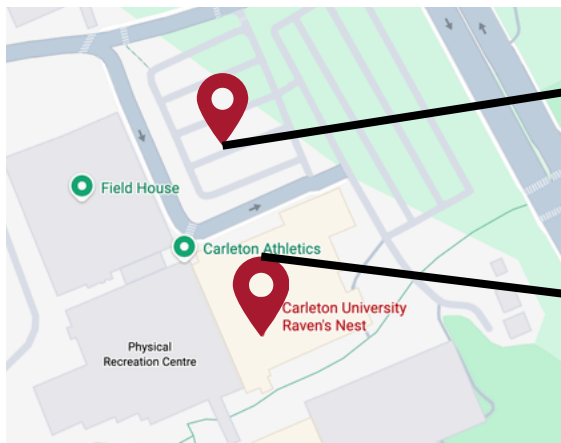 Field House
Carleton Athletics
Carleton University
Raven's Nest
Physical
Recreation Centre